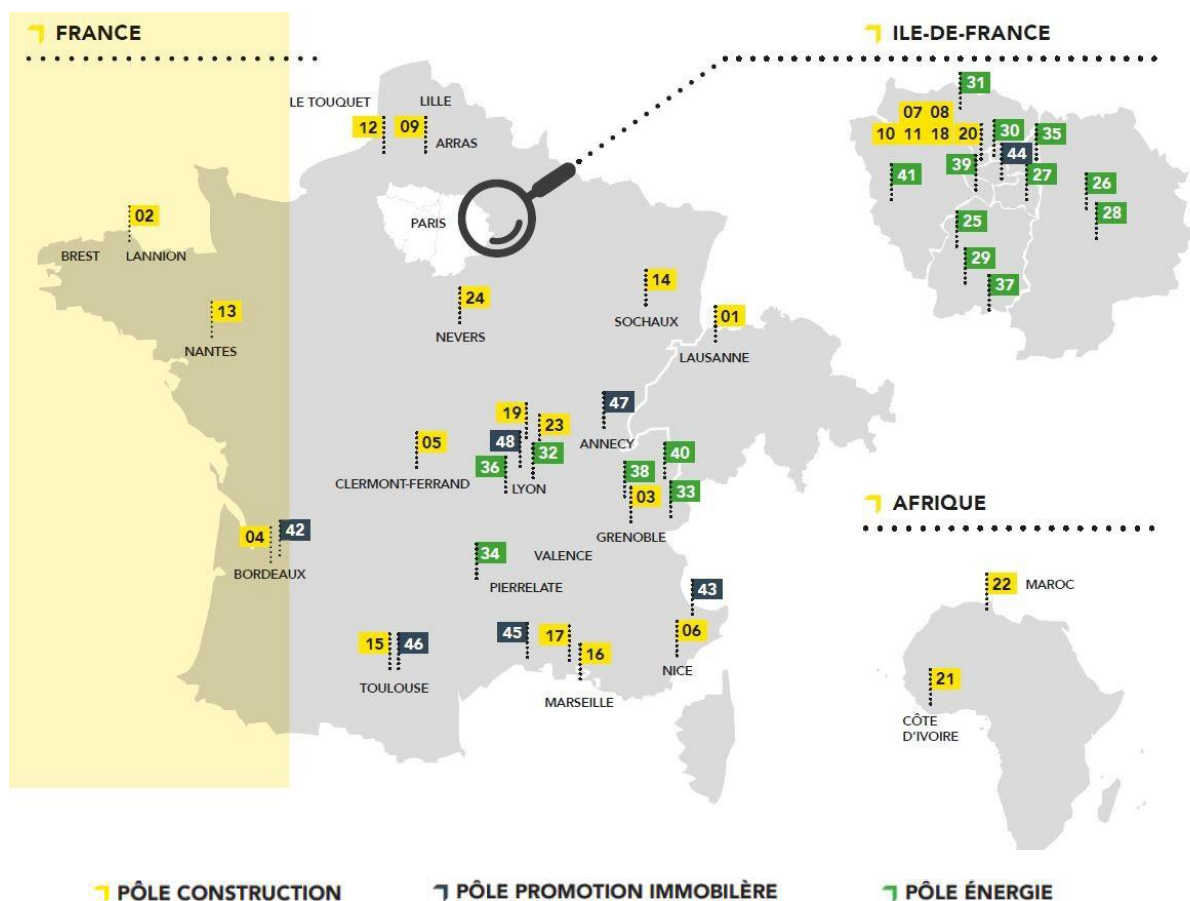 FRANCE
ILE-DE-FRANCE
LE TOUQUET
LILLE
12
09
ARRAS
PARIS
02
BREST
LANNION
13
NANTES
24
NEVERS
14
SOCHAUX
01
LAUSANNE
47
ANNECY
19
23
48
32
36
LYON
05
CLERMONT-FERRAND
40
38
33
03
GRENOBLE
04
42
BORDEAUX
34
VALENCE
PIERRELATE
43
15
46
TOULOUSE
45
17
16
MARSEILLE
06
NICE
31
07 08
10 11 18 20
30
35
44
39
27
41
26
28
25
29
37
AFRIQUE
22
MAROC
21
CÔTE
D'IVOIRE
PÔLE CONSTRUCTION
PÔLE PROMOTION IMMOBILÈRE
PÔLE ÉNERGIE